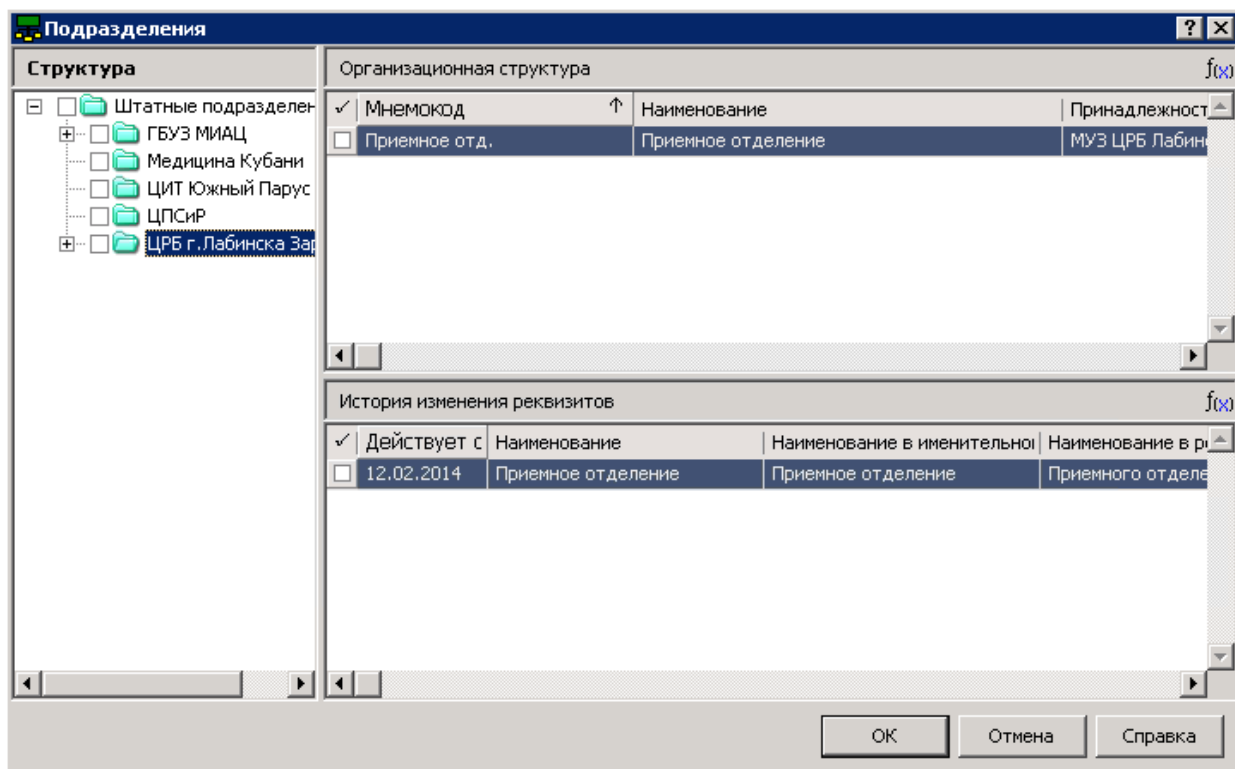 Подразделения
Структура
Штатные подразделен
ГБУЗ МИАЦ
Медицина Кубани
ЦИТ Южный Парус
ЦПСиР
ЦРБ г.Лабинска Зар
Организационная структура f(x)
Мнемокод Наименование Принадлежност
Приемное отд. Приемное отделение МУЗ ЦРБ Лабин
История изменения реквизитов f(x)
Действует с Наименование Наименование в именительно Наименование в р
12.02.2014 Приемное отделение Приемное отделение Приемного отделе
ОК Отмена Справка